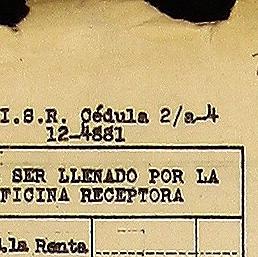 I.S.R. Cédula 2/a-4
12-4881
SER LLENADO POR LA
FICINA RECEPTORA
la Renta